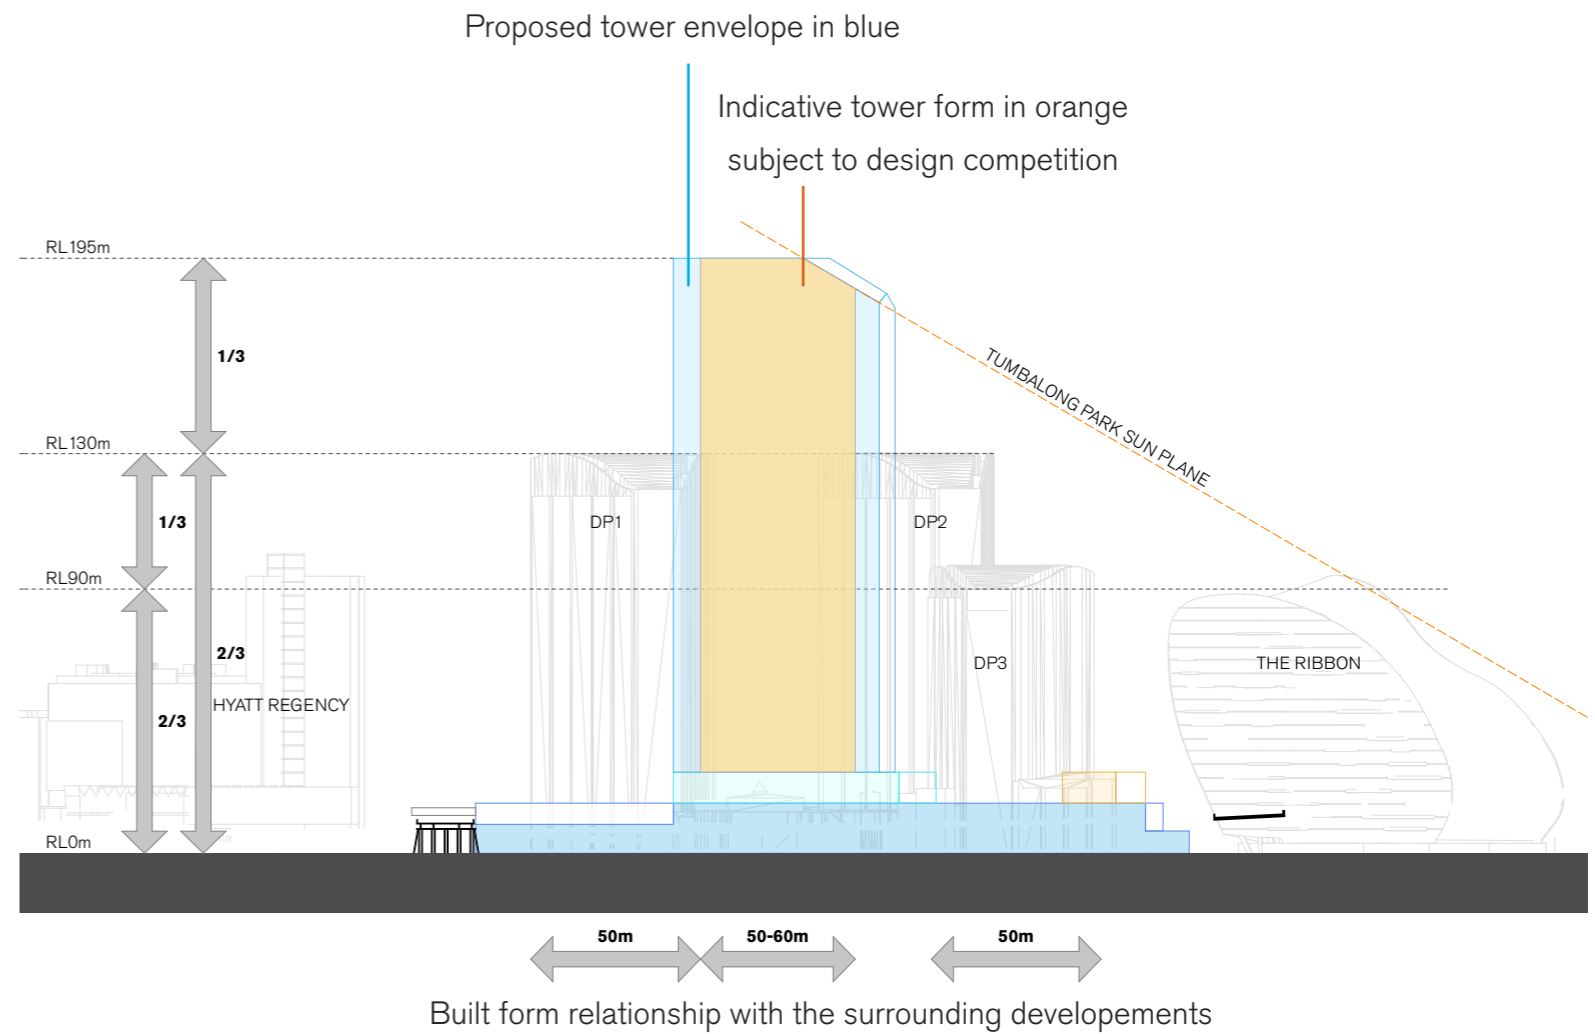 Proposed tower envelope in blue
Indicative tower form in orange
subject to design competition
RL195m
1/3
TUMBALONG PARK SUN PLANE
RL130m
1/3
DP1
DP2
RL90m
2/3
DP3
THE RIBBON
HYATT REGENCY
2/3
RL0m
50m
50-60m
50m
Built form relationship with the surrounding developements